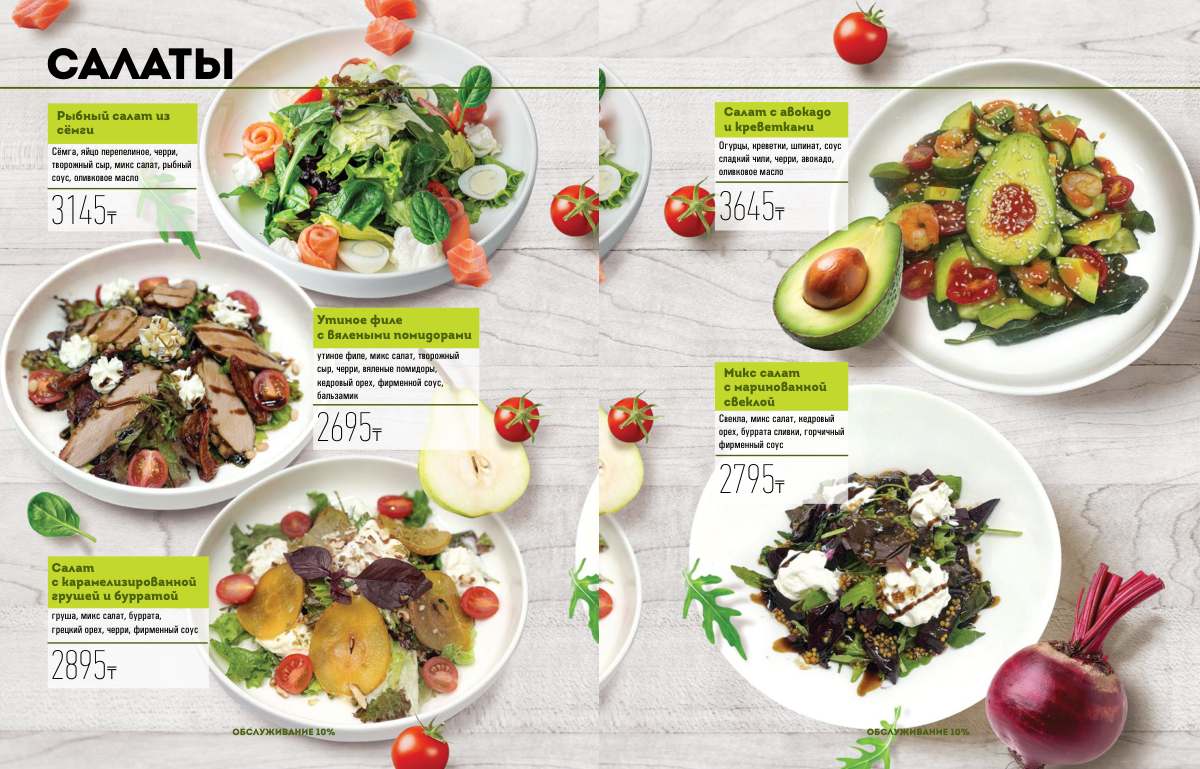 САЛАТЫ
Рыбный салат из
сёмги
Сёмга, яйцо перепелиное, черри,
творожный сыр, микс салат, рыбный
соус, оливковое масло
3145₸
Утиное филе
с вялеными помидорами
утиное филе, микс салат, творожный
сыр, черри, вяленые помидоры,
кедровый орех, фирменной соус,
бальзамик
2695₸
Салат
с карамелизированной
грушей и бурратой
груша, микс салат, буррата,
грецкий орех, черри, фирменный соус
2895₸
ОБСЛУЖИВАНИЕ 10%
Салат с авокадо
и креветками
Огурцы, креветки, шпинат, соус
сладкий чили, черри, авокадо,
оливковое масло
3645₸
Микс салат
с маринованной
свеклой
Свекла, микс салат, кедровый
орех, буррата сливки, горчичный
фирменный соус
2795₸
ОБСЛУЖИВАНИЕ 10%